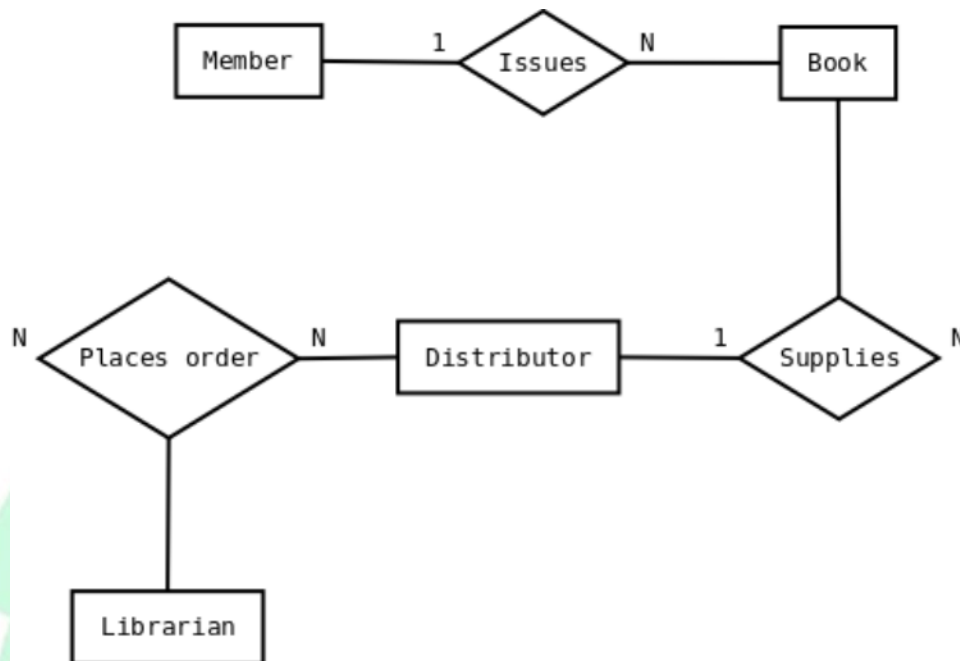 1
N
Member
Issues
Book
N
N
1
N
Places order
Distributor
Supplies
Librarian